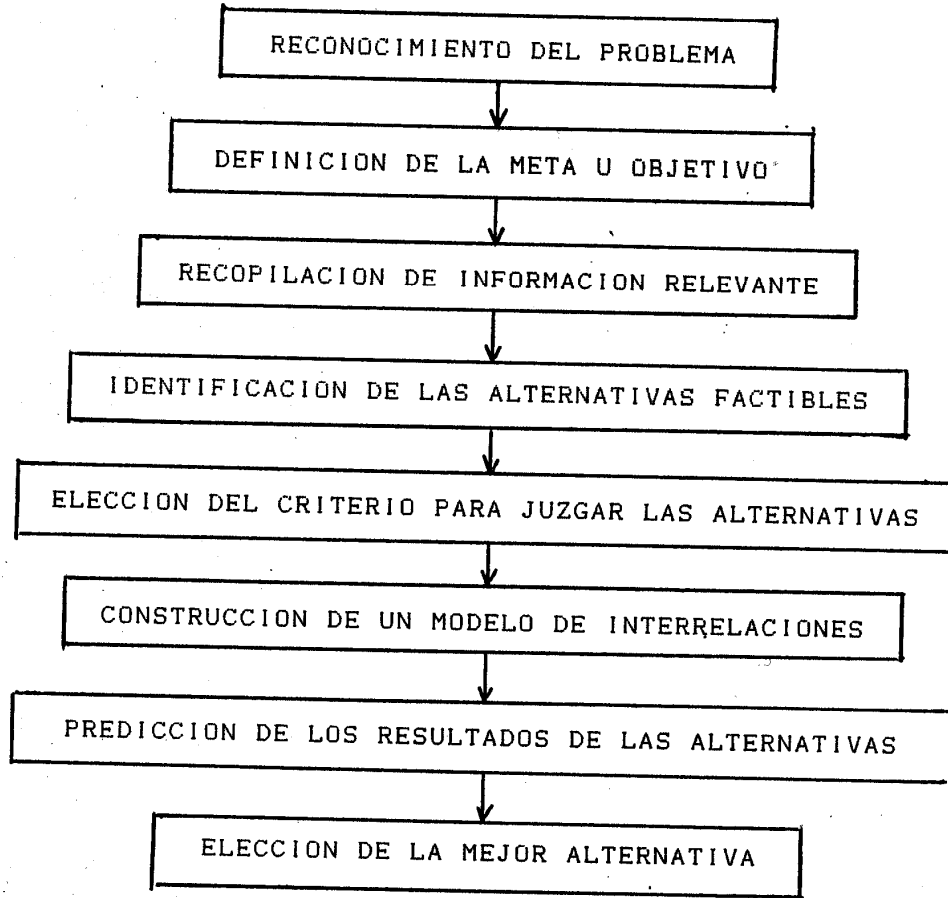 RECONOCIMIENTO DEL PROBLEMA
DEFINICION DE LA META U OBJETIVO
RECOPILACION DE INFORMACION RELEVANTE
IDENTIFICACION DE LAS ALTERNATIVAS FACTIBLES
ELECCION DEL CRITERIO PARA JUZGAR LAS ALTERNATIVAS
CONSTRUCCION DE UN MODELO DE INTERRELACIONES
PREDICCION DE LOS RESULTADOS DE LAS ALTERNATIVAS
ELECCION DE LA MEJOR ALTERNATIVA